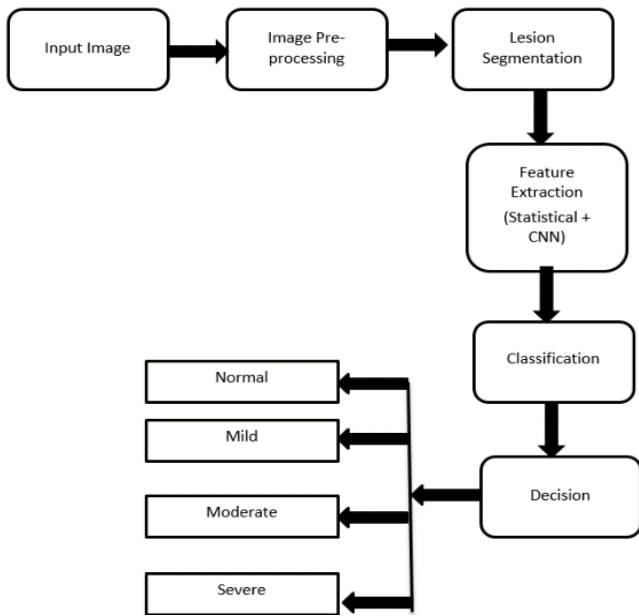 Input Image
Image Pre-
processing
Lesion
Segmentation
Feature
Extraction
(Statistical +
CNN)
Classification
Decision
Normal
Mild
Moderate
Severe